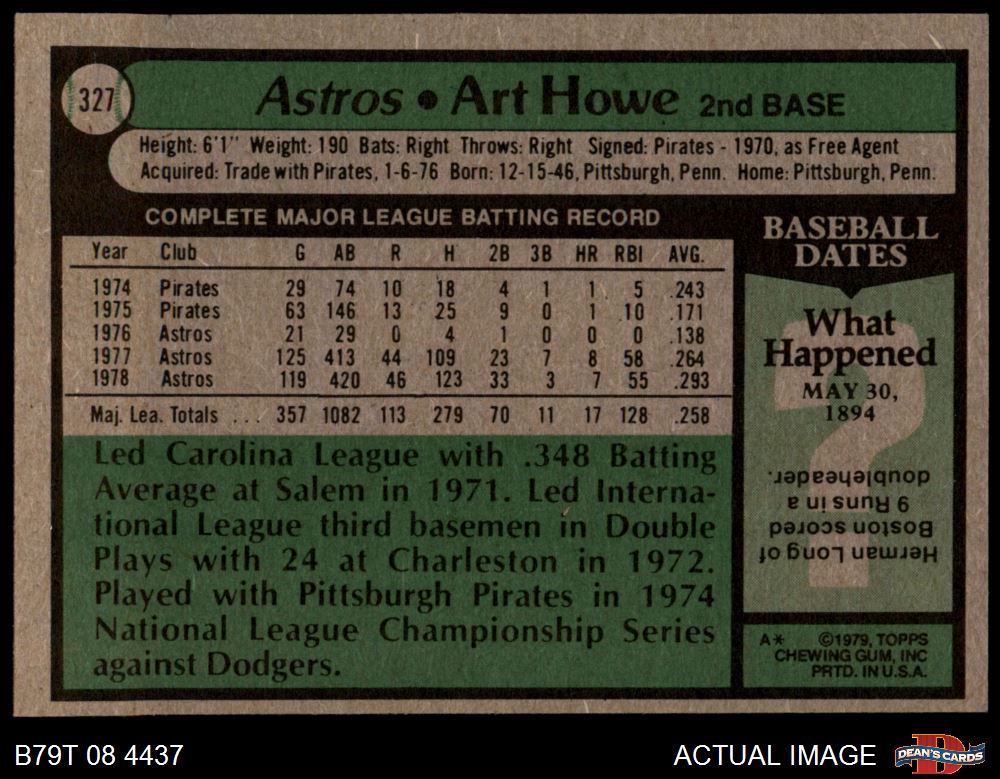 327
Astros • Art Howe 2nd BASE
Height: 6'1" Weight: 190 Bats: Right Throws: Right Signed: Pirates - 1970, as Free Agent
Acquired: Trade with Pirates, 1-6-76 Born: 12-15-46, Pittsburgh, Penn. Home: Pittsburgh, Penn.
COMPLETE MAJOR LEAGUE BATTING RECORD
Year Club G AB R H 2B 3B HR RBI AVG.
1974 Pirates 29 74 10 18 4 1 1 5 .243
1975 Pirates 63 146 13 25 9 0 1 10 .171
1976 Astros 21 29 0 4 1 0 0 0 .138
1977 Astros 125 413 44 109 23 7 8 58 .264
1978 Astros 119 420 46 123 33 3 7 55 .293
Maj. Lea. Totals ... 357 1082 113 279 70 11 17 128 .258
Led Carolina League with .348 Batting
Average at Salem in 1971. Led Interna-
tional League third basemen in Double
Plays with 24 at Charleston in 1972.
Played with Pittsburgh Pirates in 1974
National League Championship Series
against Dodgers.
BASEBALL
DATES
What
Happened
MAY 30,
1894
?
Herman Long of
Boston scored
9 Runs in a
doubleheader.
A* ©1979, TOPPS
CHEWING GUM, INC
PRTD. IN U.S.A.
B79T 08 4437
ACTUAL IMAGE
D
DEAN'S CARDS